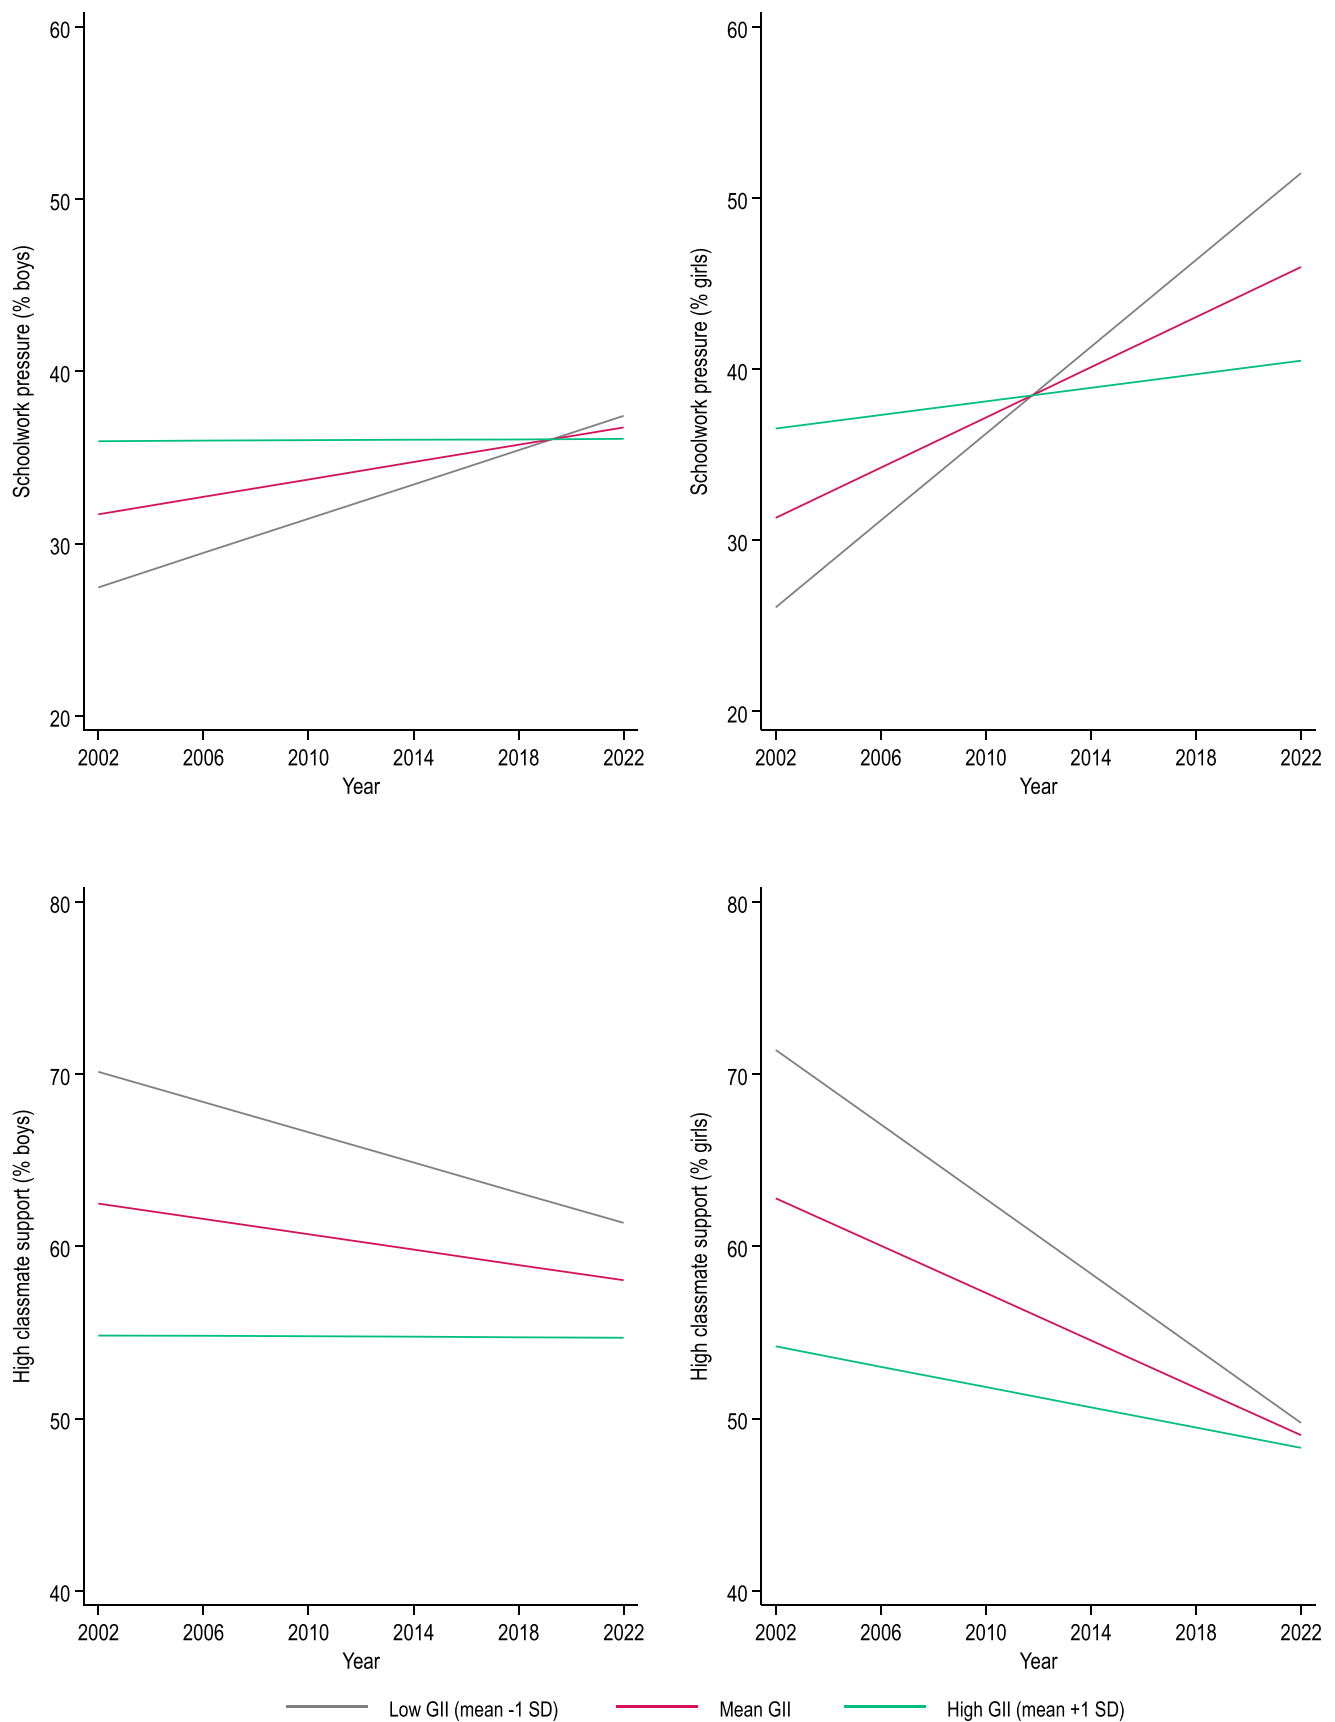 Schoolwork pressure (% boys)
60
50
40
30
20
2002 2006 2010 2014 2018 2022
Year
Schoolwork pressure (% girls)
60
50
40
30
20
2002 2006 2010 2014 2018 2022
Year
High classmate support (% boys)
80
70
60
50
40
2002 2006 2010 2014 2018 2022
Year
High classmate support (% girls)
80
70
60
50
40
2002 2006 2010 2014 2018 2022
Year
Low GII (mean -1 SD) Mean GII High GII (mean +1 SD)